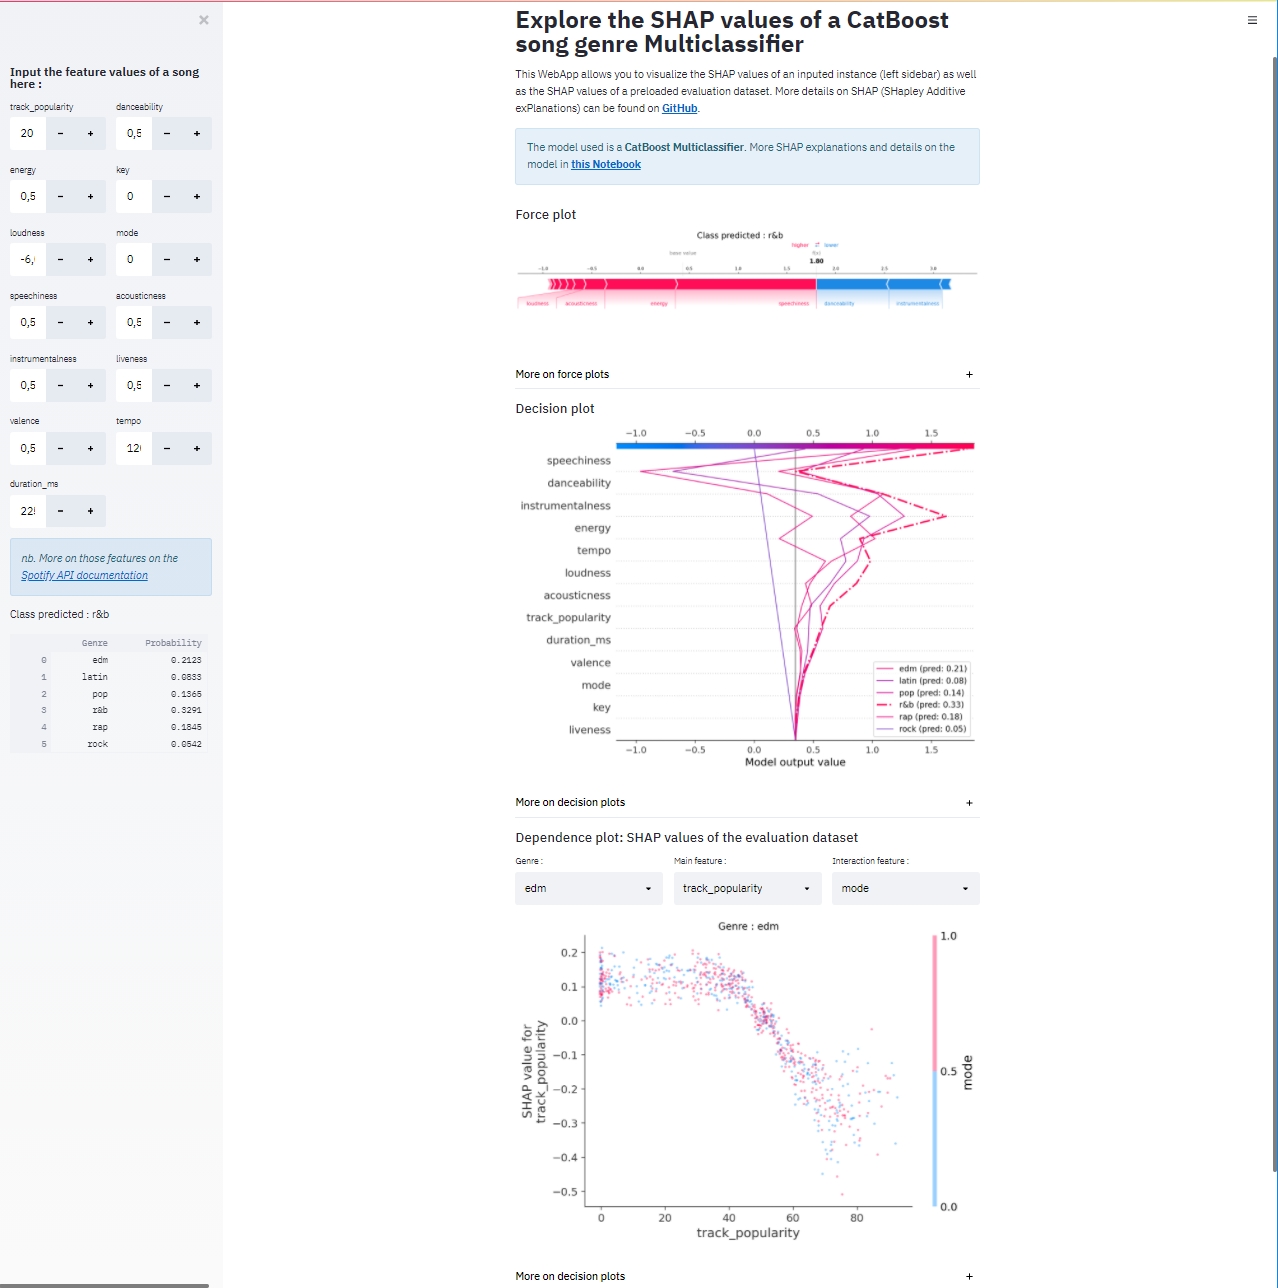 ×
Input the feature values of a song
here :
track_popularity danceability
20 − + 0,5 − +
energy key
0,5 − + 0 − +
loudness mode
-6, − + 0 − +
speechiness acousticness
0,5 − + 0,5 − +
instrumentalness liveness
0,5 − + 0,5 − +
valence tempo
0,5 − + 12 − +
duration_ms
22 − +
nb. More on those features on the
Spotify API documentation
Class predicted : r&b
Genre Probability
0 edm 0.2123
1 latin 0.0833
2 pop 0.1365
3 r&b 0.3291
4 rap 0.1845
5 rock 0.0542
Explore the SHAP values of a CatBoost
song genre Multiclassifier
This WebApp allows you to visualize the SHAP values of an inputed instance (left sidebar) as well
as the SHAP values of a preloaded evaluation dataset. More details on SHAP (SHapley Additive
exPlanations) can be found on GitHub.
The model used is a CatBoost Multiclassifier. More SHAP explanations and details on the
model in this Notebook
Force plot
Class predicted : r&b
higher ⇄ lower
base value f(x)
1.80
−1.0 −0.5 0.0 0.5 1.0 1.5 2.0 2.5 3.0
loudness acousticness energy speechiness danceability instrumentalness
More on force plots +
Decision plot
−1.0 −0.5 0.0 0.5 1.0 1.5
speechiness
danceability
instrumentalness
energy
tempo
loudness
acousticness
track_popularity
duration_ms
valence
mode
key
liveness
edm (pred: 0.21)
latin (pred: 0.08)
pop (pred: 0.14)
r&b (pred: 0.33)
rap (pred: 0.18)
rock (pred: 0.05)
−1.0 −0.5 0.0 0.5 1.0 1.5
Model output value
More on decision plots +
Dependence plot: SHAP values of the evaluation dataset
Genre : Main feature : Interaction feature :
edm track_popularity mode
Genre : edm
0.2
0.1
0.0
−0.1
−0.2
−0.3
−0.4
−0.5
SHAP value for
track_popularity
0 20 40 60 80
track_popularity
1.0
0.5
0.0
mode
More on decision plots +